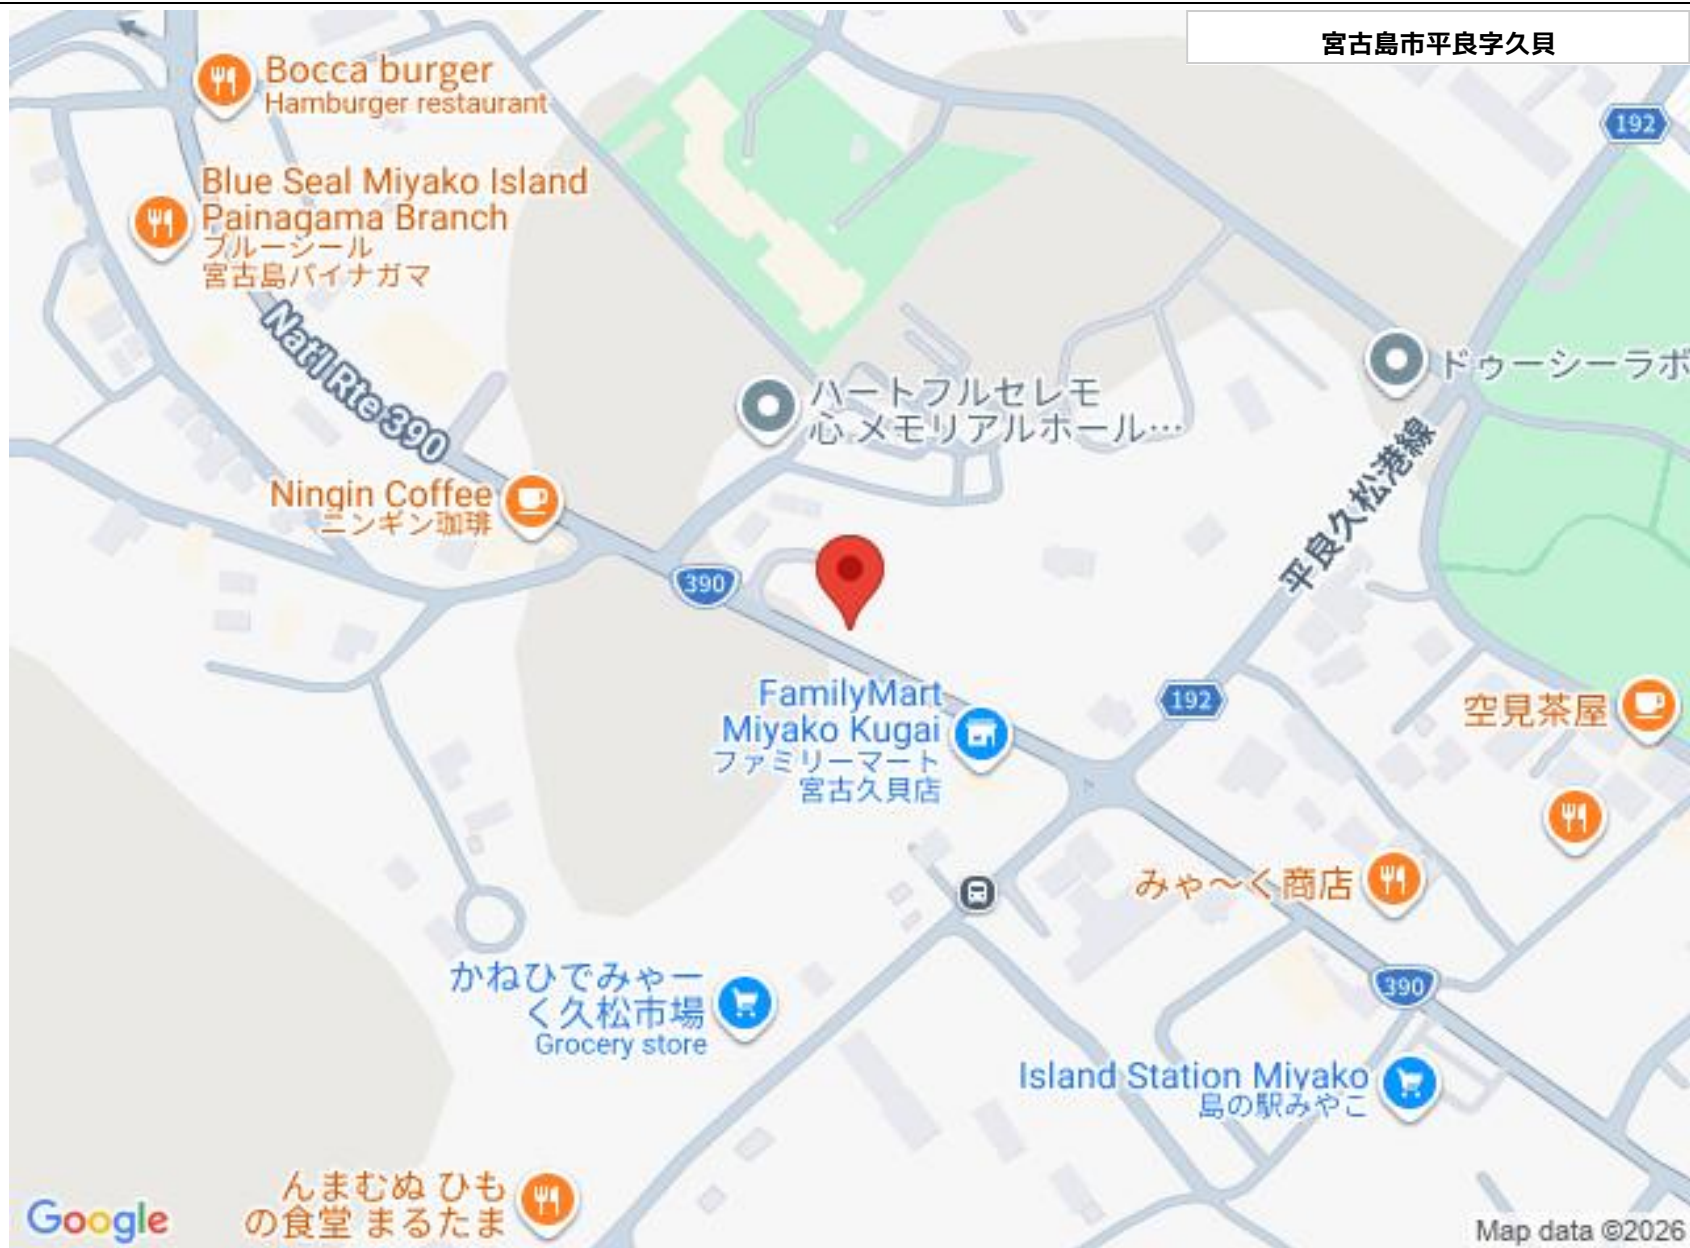 宮古島市平良字久貝
Bocca burger
Hamburger restaurant
192
Blue Seal Miyako Island
Painagama Branch
ブルーシール
宮古島パイナガマ
Nat'l Rte 390
ドゥーシーラボ
ハートフルセレモ
心 メモリアルホール…
平良久松港線
Ningin Coffee
ニンギン珈琲
390
FamilyMart
Miyako Kugai
ファミリーマート
宮古久貝店
192
空見茶屋
みゃ～く商店
かねひでみゃー
く久松市場
Grocery store
390
Island Station Miyako
島の駅みやこ
んまむぬ ひも
の食堂 まるたま
Google
Map data ©2026